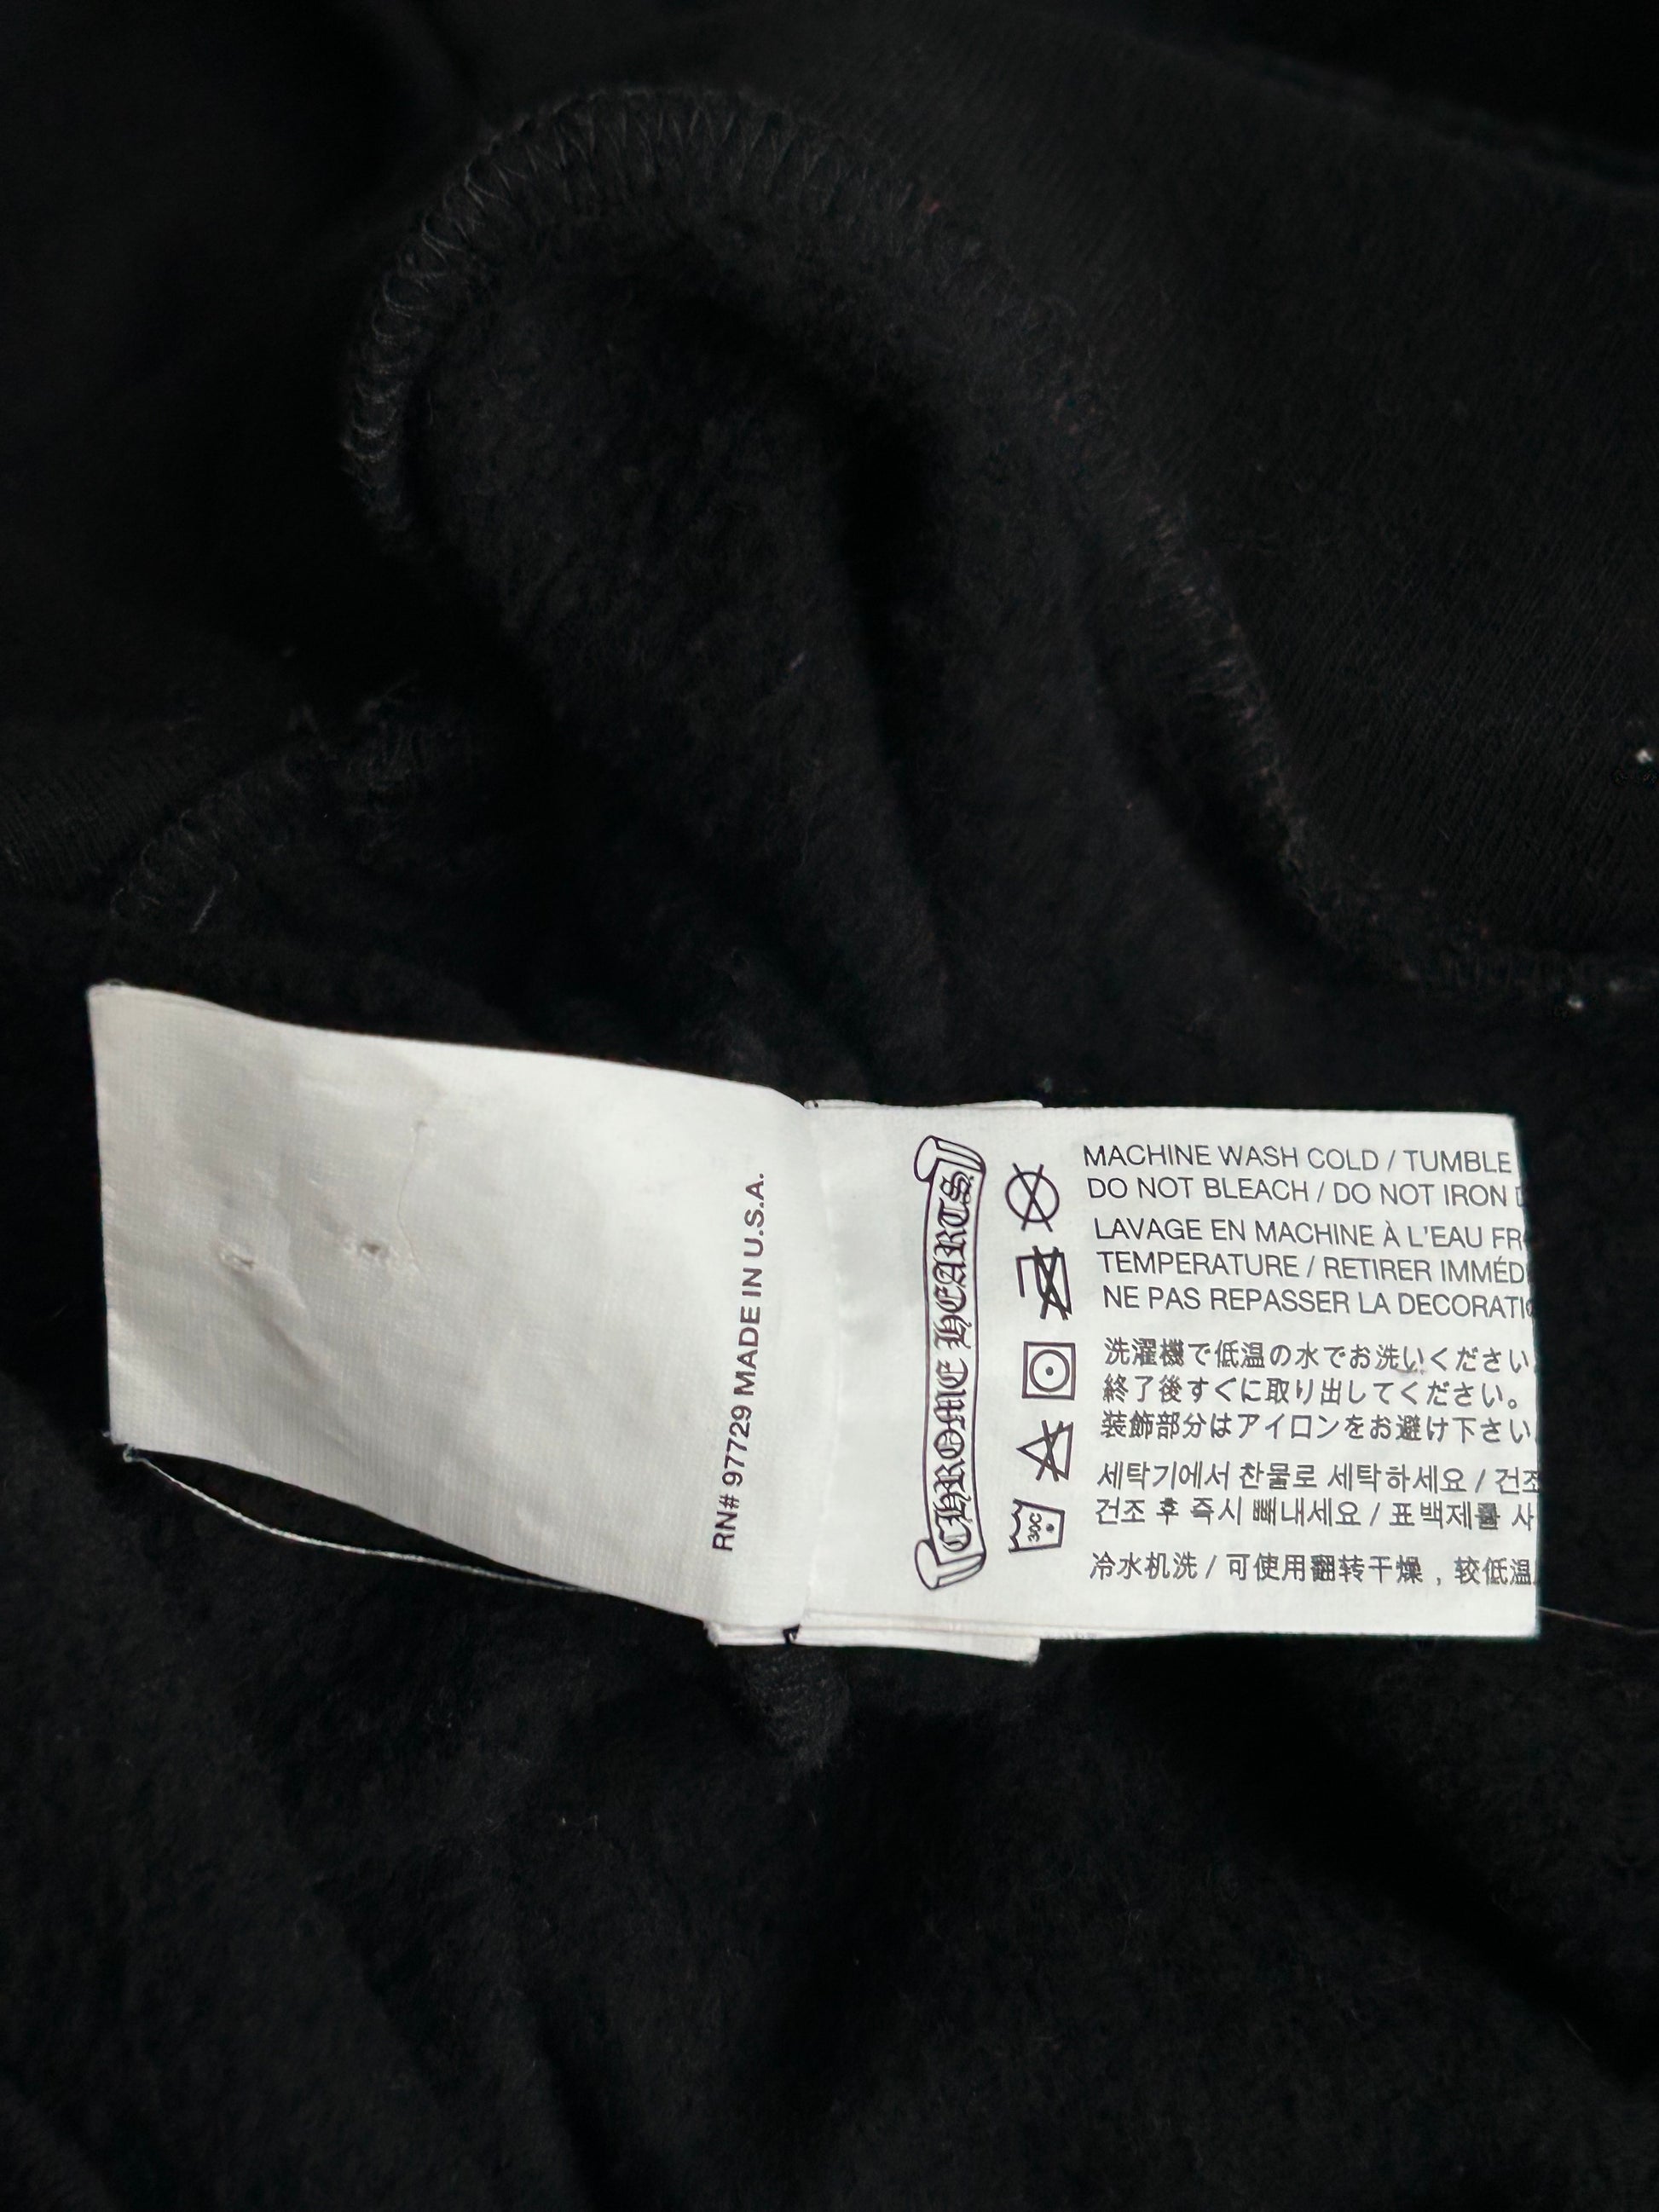 RN# 97729 MADE IN U.S.A.
CHROME HEARTS
30C
MACHINE WASH COLD / TUMBLE
DO NOT BLEACH / DO NOT IRON
LAVAGE EN MACHINE À L'EAU
TEMPERATURE / RETIRER
NE PAS REPASSER LA
洗濯機で低温の水でお洗いください
終了後すぐに取り出してください。
装飾部分はアイロンをお避け下さい
세탁기에서 찬물로 세탁하세요 / 건조
건조 후 즉시 빼내세요 / 표백제를 사
冷水机洗 / 可使用翻转干燥，较低温